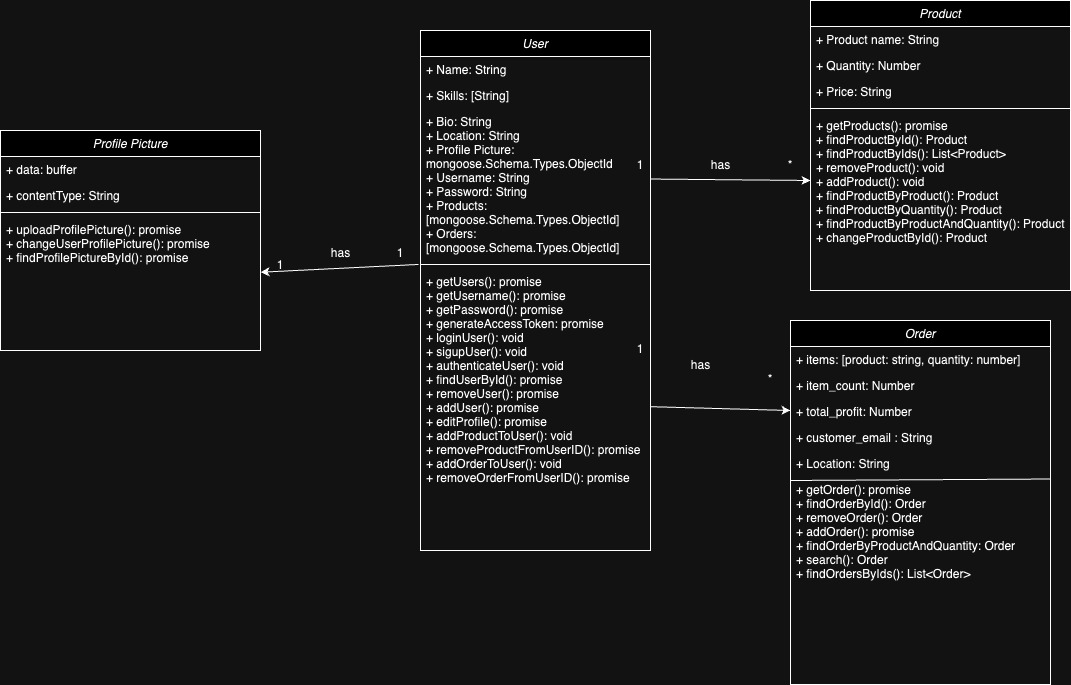 Profile Picture
+ data: buffer
+ contentType: String
+ uploadProfilePicture(): promise
+ changeUserProfilePicture(): promise
+ findProfilePictureById(): promise
1
has
1
User
+ Name: String
+ Skills: [String]
+ Bio: String
+ Location: String
+ Profile Picture:
mongoose.Schema.Types.ObjectId
+ Username: String
+ Password: String
+ Products:
[mongoose.Schema.Types.ObjectId]
+ Orders:
[mongoose.Schema.Types.ObjectId]
+ getUsers(): promise
+ getUsername(): promise
+ getPassword(): promise
+ generateAccessToken: promise
+ loginUser(): void
+ sigupUser(): void
+ authenticateUser(): void
+ findUserById(): promise
+ removeUser(): promise
+ addUser(): promise
+ editProfile(): promise
+ addProductToUser(): void
+ removeProductFromUserID(): promise
+ addOrderToUser(): void
+ removeOrderFromUserID(): promise
1
has
*
1
has
*
Product
+ Product name: String
+ Quantity: Number
+ Price: String
+ getProducts(): promise
+ findProductById(): Product
+ findProductByIds(): List<Product>
+ removeProduct(): void
+ addProduct(): void
+ findProductByProduct(): Product
+ findProductByQuantity(): Product
+ findProductByProductAndQuantity(): Product
+ changeProductById(): Product
Order
+ items: [product: string, quantity: number]
+ item_count: Number
+ total_profit: Number
+ customer_email : String
+ Location: String
+ getOrder(): promise
+ findOrderById(): Order
+ removeOrder(): Order
+ addOrder(): promise
+ findOrderByProductAndQuantity: Order
+ search(): Order
+ findOrdersByIds(): List<Order>